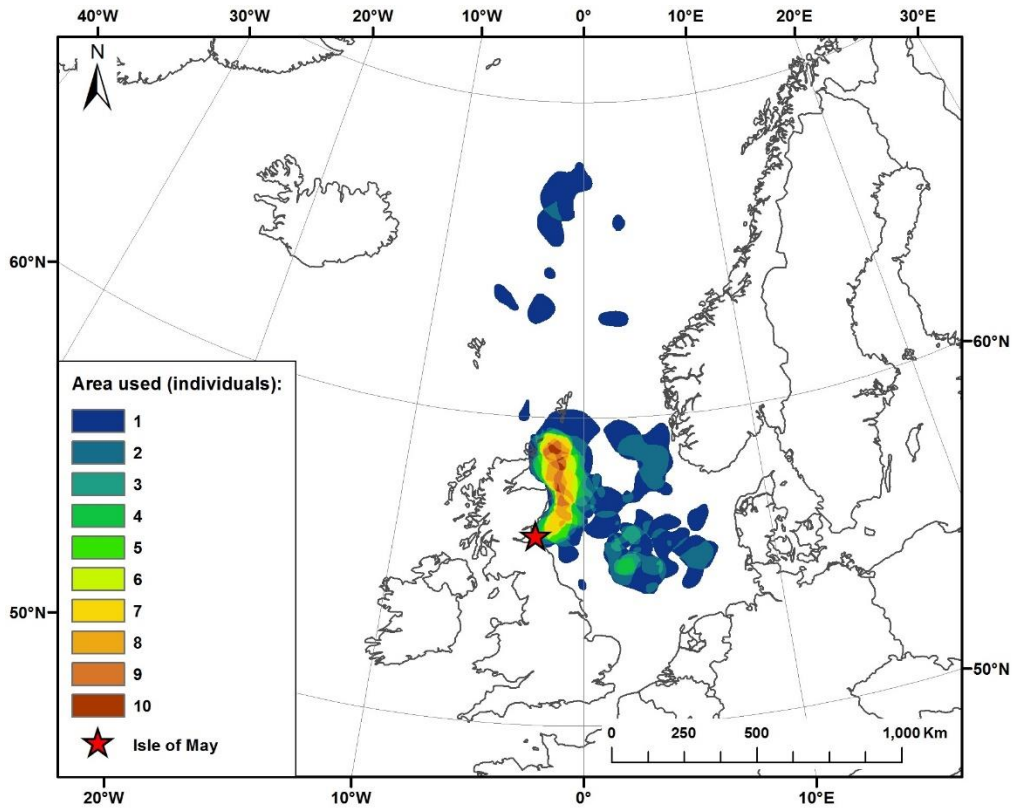 40°W 30°W 20°W 10°W 0° 10°E 20°E 30°E
N
60°N
60°N
Area used (individuals):
1
2
3
4
5
6
7
8
9
10
Isle of May
50°N
50°N
0 250 500 1,000 Km
20°W 10°W 0° 10°E